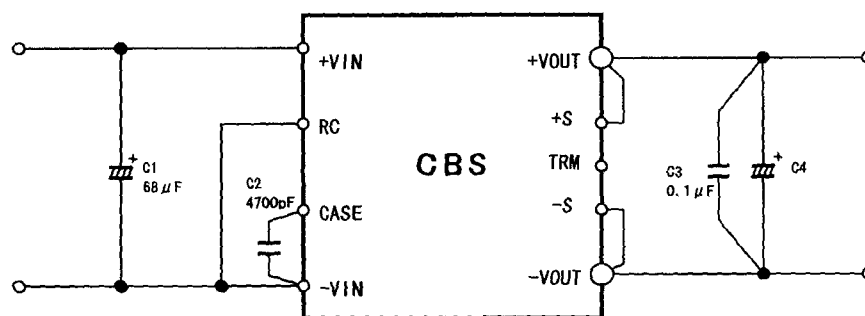 +VIN
+VOUT
RC
+S
CBS
TRM
+
C1
68μF
C2
4700pF
CASE
-S
C3
0.1μF
+
C4
-VIN
-VOUT